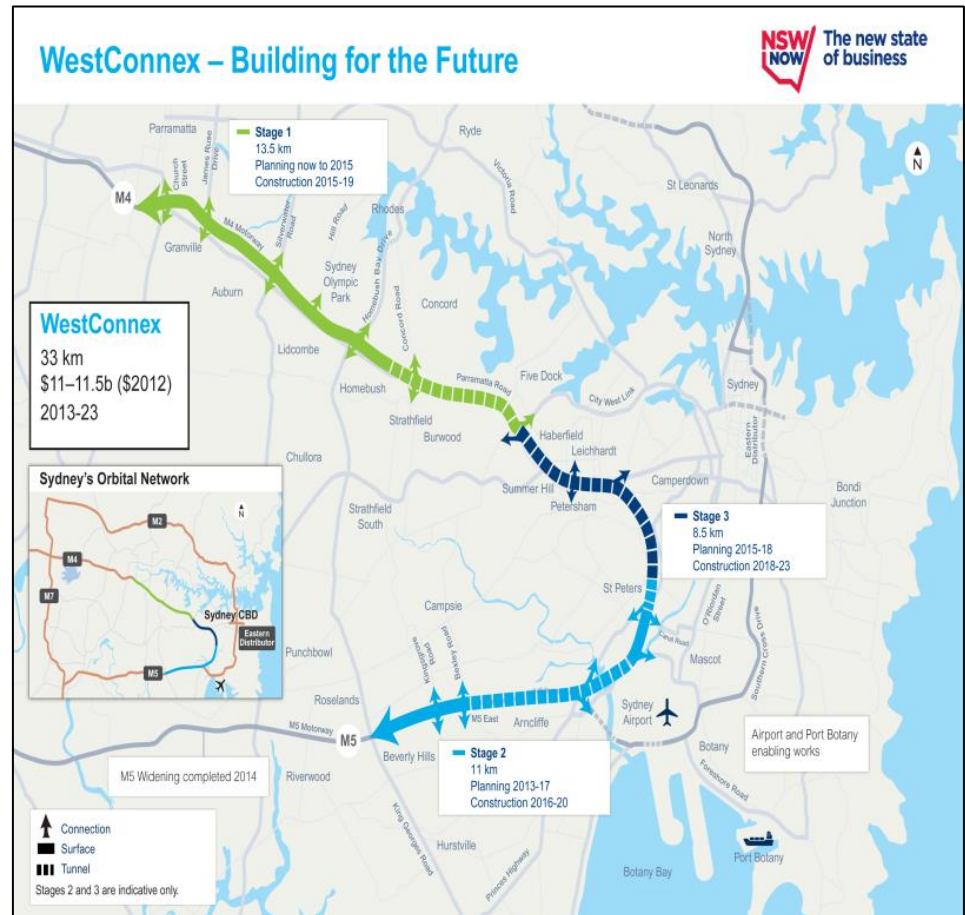 WestConnex – Building for the Future
NSW
NOW
The new state
of business
Parramatta
Church
Street
James Ruse
Drive
Stage 1
13.5 km
Planning now to 2015
Construction 2015-19
Ryde
Victoria Road
N
St Leonards
M4
M4 Motorway
Silverwater
Road
Hill Road
Rhodes
North
Sydney
Granville
Sydney
Olympic
Park
Homebush Bay Drive
Auburn
Concord Road
Concord
WestConnex
33 km
$11–11.5b ($2012)
2013-23
Lidcombe
Homebush
Parramatta Road
Five Dock
City West Link
Sydney
Strathfield
Burwood
Haberfield
Leichhardt
Eastern
Distributor
Chullora
Summer Hill
Camperdown
Petersham
Bondi
Junction
Sydney's Orbital Network
N
M2
M4
M7
Sydney CBD
Eastern
Distributor
M5
Strathfield
South
Stage 3
8.5 km
Planning 2015-18
Construction 2018-23
St Peters
Campsie
O'Riordan
Street
Canal Road
Mascot
Southern Cross Drive
Punchbowl
Kingsgrove
Road
Bexley Road
Roselands
M5 East
Arncliffe
Sydney
Airport
M5 Motorway
M5
Beverly Hills
Botany
Airport and Port Botany
enabling works
Foreshore Road
M5 Widening completed 2014
Riverwood
Stage 2
11 km
Planning 2013-17
Construction 2016-20
King Georges Road
Hurstville
Princes Highway
Botany Bay
Port Botany
Connection
Surface
Tunnel
Stages 2 and 3 are indicative only.